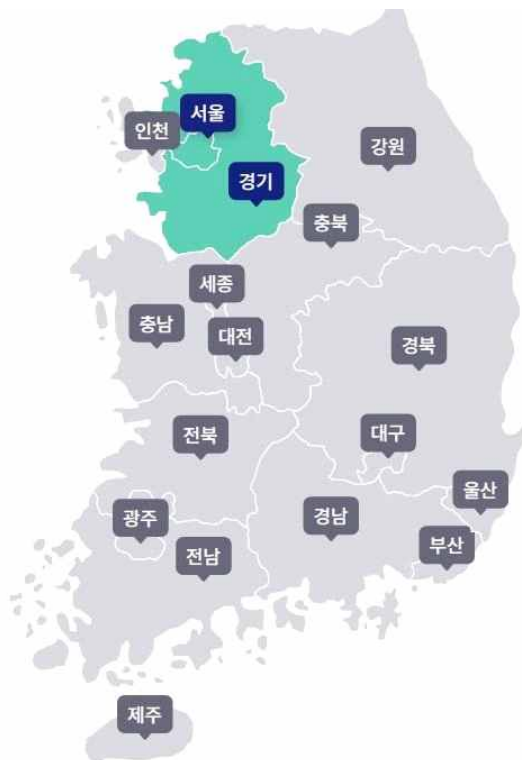 서울
인천
강원
경기
충북
세종
충남
대전
경북
전북
대구
울산
광주
경남
부산
전남
제주